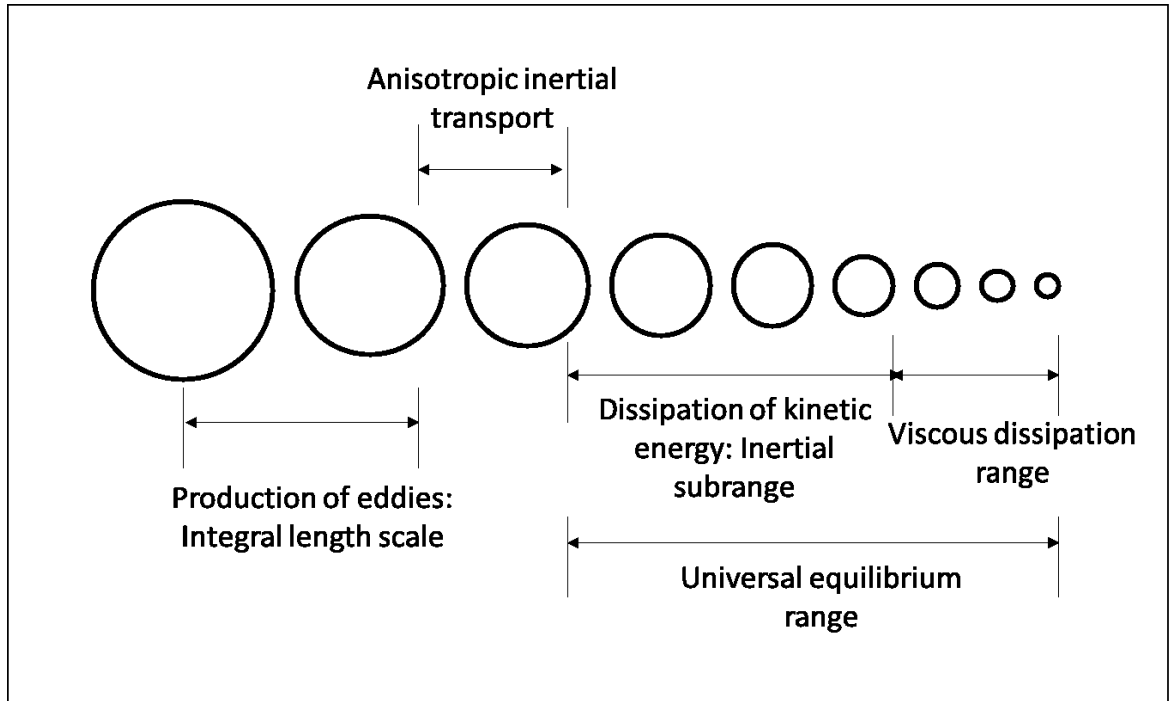 Anisotropic inertial
transport
Dissipation of kinetic
energy: Inertial
subrange
Viscous dissipation
range
Production of eddies:
Integral length scale
Universal equilibrium
range